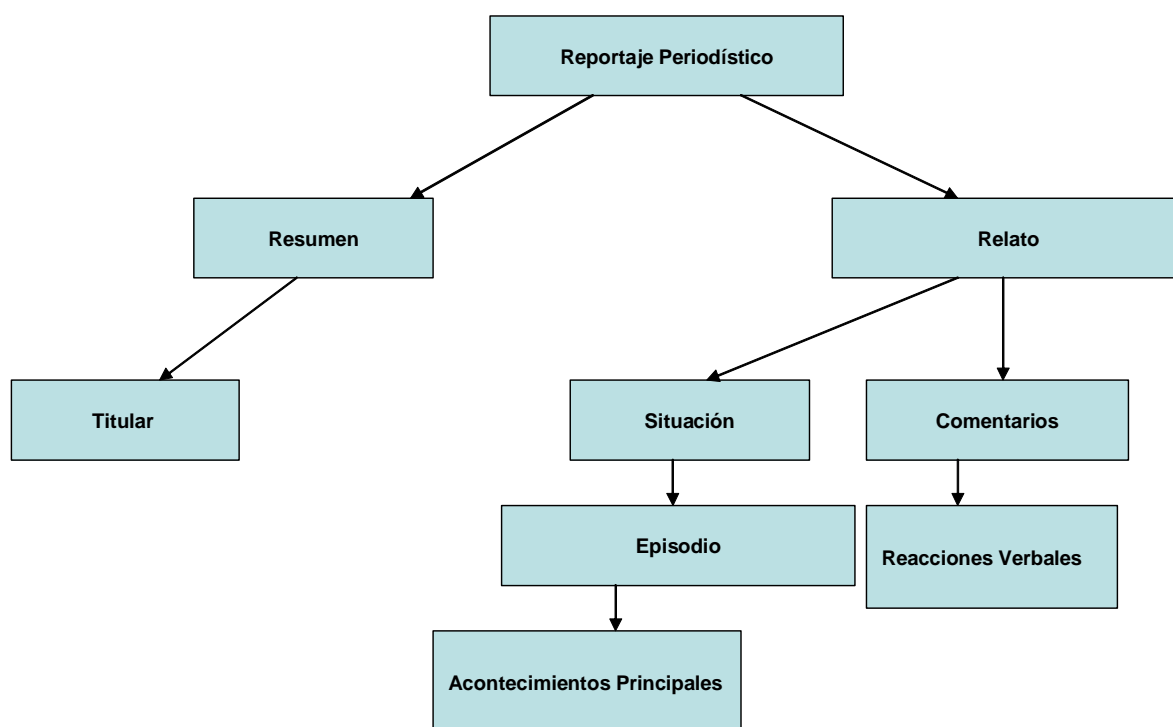 Reportaje Periodístico
Resumen
Relato
Titular
Situación
Comentarios
Episodio
Reacciones Verbales
Acontecimientos Principales